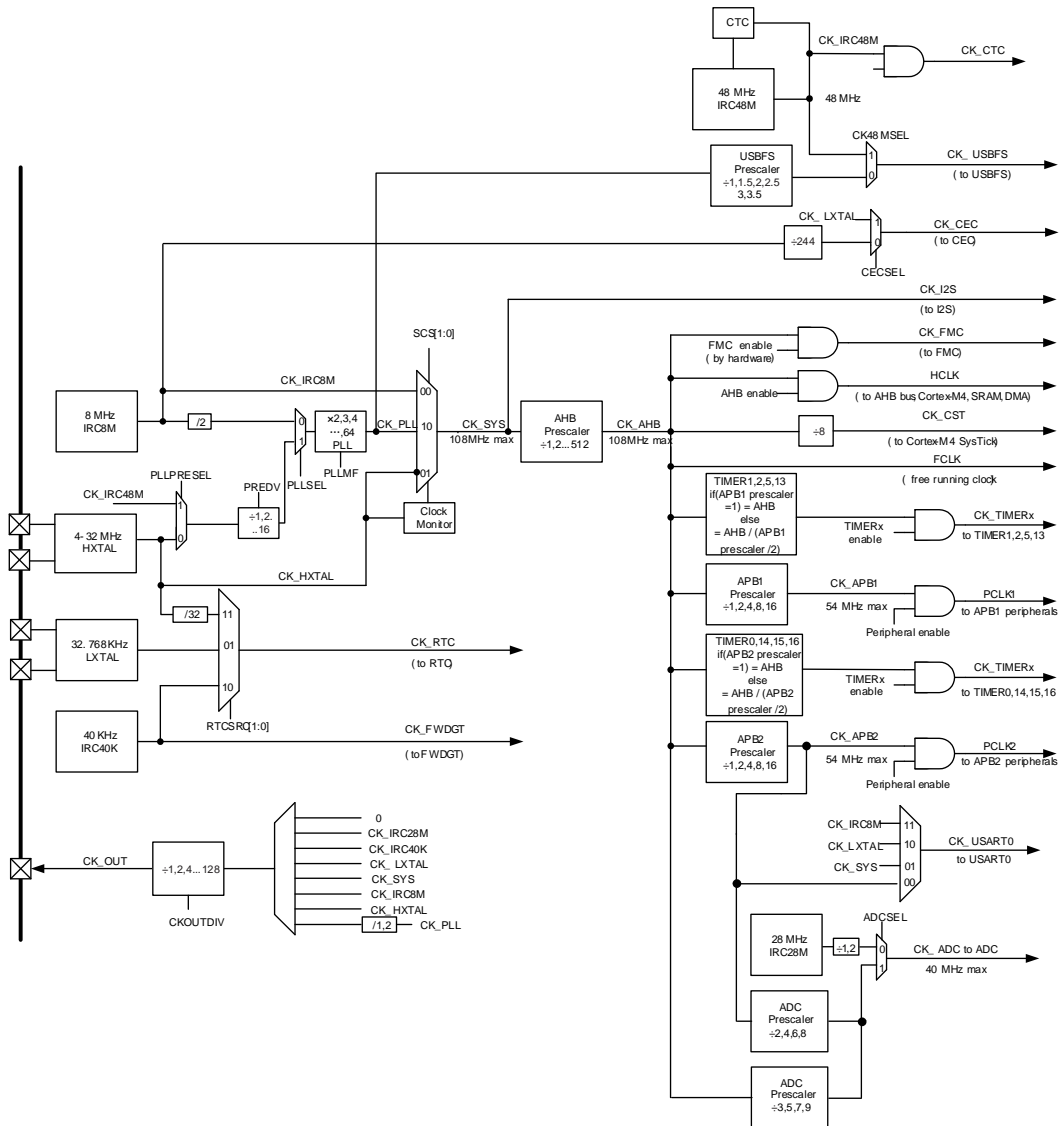 CTC
CK_IRC48M
CK_CTC
48 MHz
IRC48M
48 MHz
CK48MSEL
USBFS
Prescaler
÷1,1.5,2,2.5
3,3.5
1
0
CK_ USBFS
( to USBFS)
CK_ LXTAL
÷244
1
0
CK_CEC
( to CEC)
CECSEL
CK_I2S
(to I2S)
SCS[1:0]
FMC enable
( by hardware)
CK_FMC
( to FMC)
CK_IRC8M
00
8 MHz
IRC8M
/2
0
1
×2,3,4
…,64
PLL
CK_PLL
10
CK_SYS
108MHz max
AHB
Prescaler
÷1,2...512
CK_AHB
108MHz max
AHB enable
HCLK
( to AHB bus,Cortex-M4, SRAM, DMA)
÷8
CK_CST
( to Cortex-M4 SysTick)
FCLK
( free running clock)
01
PLLPRESEL
PLLSEL
PLLMF
CK_IRC48M
PREDV
1
0
÷1,2.
..16
Clock
Monitor
4- 32 MHz
HXTAL
CK_HXTAL
TIMER1,2,5,13
if(APB1 prescaler
=1) = AHB
else
= AHB / (APB1
prescaler /2)
TIMERx
enable
CK_TIMERx
to TIMER1,2,5,13
/32
11
01
10
32. 768KHz
LXTAL
CK_RTC
( to RTC)
APB1
Prescaler
÷1,2,4,8,16
CK_APB1
54 MHz max
Peripheral enable
PCLK1
to APB1 peripherals
TIMER0,14,15,16
if(APB2 prescaler
=1) = AHB
else
= AHB / (APB2
prescaler /2)
TIMERx
enable
CK_TIMERx
to TIMER0,14,15,16
RTCSRC[1:0]
40 KHz
IRC40K
CK_FWDGT
( to FWDGT)
APB2
Prescaler
÷1,2,4,8,16
CK_APB2
54 MHz max
Peripheral enable
PCLK2
to APB2 peripherals
0
CK_IRC28M
CK_IRC40K
CK_ LXTAL
CK_SYS
CK_IRC8M
CK_HXTAL
/1,2
CK_PLL
CK_OUT
÷1,2,4...128
CKOUTDIV
CK_IRC8M
CK_LXTAL
CK_SYS
11
10
01
00
CK_USART0
to USART0
ADCSEL
28 MHz
IRC28M
÷1,2
0
1
CK_ ADC to ADC
40 MHz max
ADC
Prescaler
÷2,4,6,8
ADC
Prescaler
÷3,5,7,9